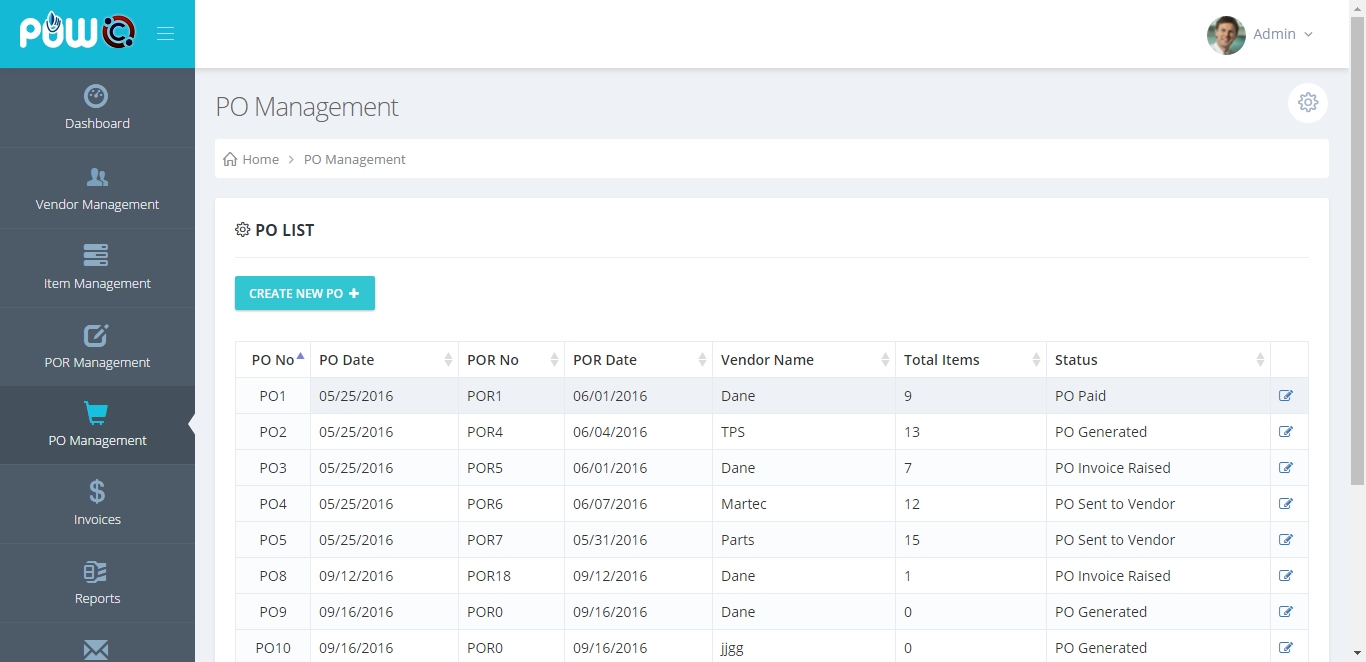 POW iC
Admin
Dashboard
Vendor Management
Item Management
POR Management
PO Management
Invoices
Reports
PO Management
Home > PO Management
PO LIST
CREATE NEW PO +
PO No PO Date POR No POR Date Vendor Name Total Items Status
PO1 05/25/2016 POR1 06/01/2016 Dane 9 PO Paid
PO2 05/25/2016 POR4 06/04/2016 TPS 13 PO Generated
PO3 05/25/2016 POR5 06/01/2016 Dane 7 PO Invoice Raised
PO4 05/25/2016 POR6 06/07/2016 Martec 12 PO Sent to Vendor
PO5 05/25/2016 POR7 05/31/2016 Parts 15 PO Sent to Vendor
PO8 09/12/2016 POR18 09/12/2016 Dane 1 PO Invoice Raised
PO9 09/16/2016 POR0 09/16/2016 Dane 0 PO Generated
PO10 09/16/2016 POR0 09/16/2016 jjgg 0 PO Generated